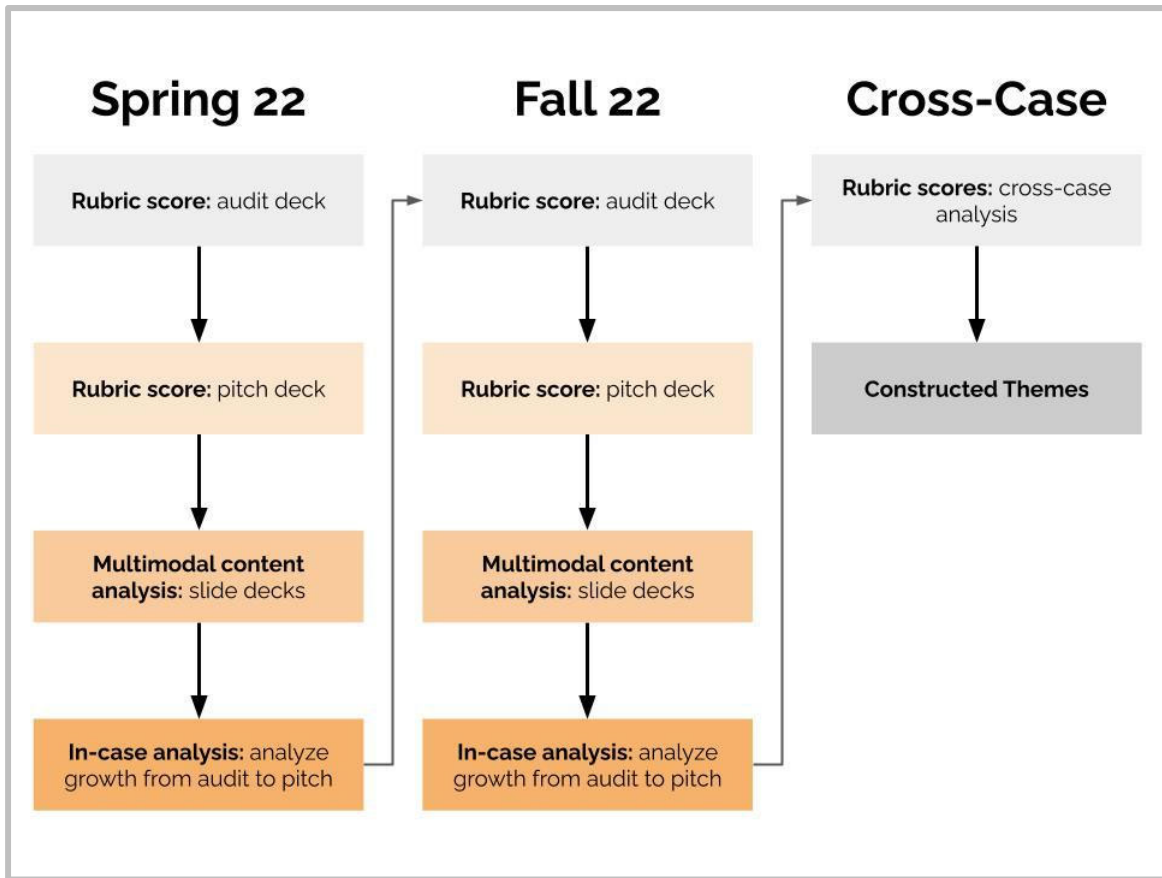 Spring 22
Rubric score: audit deck
Rubric score: pitch deck
Multimodal content
analysis: slide decks
In-case analysis: analyze
growth from audit to pitch
Fall 22
Rubric score: audit deck
Rubric score: pitch deck
Multimodal content
analysis: slide decks
In-case analysis: analyze
growth from audit to pitch
Cross-Case
Rubric scores: cross-case
analysis
Constructed Themes